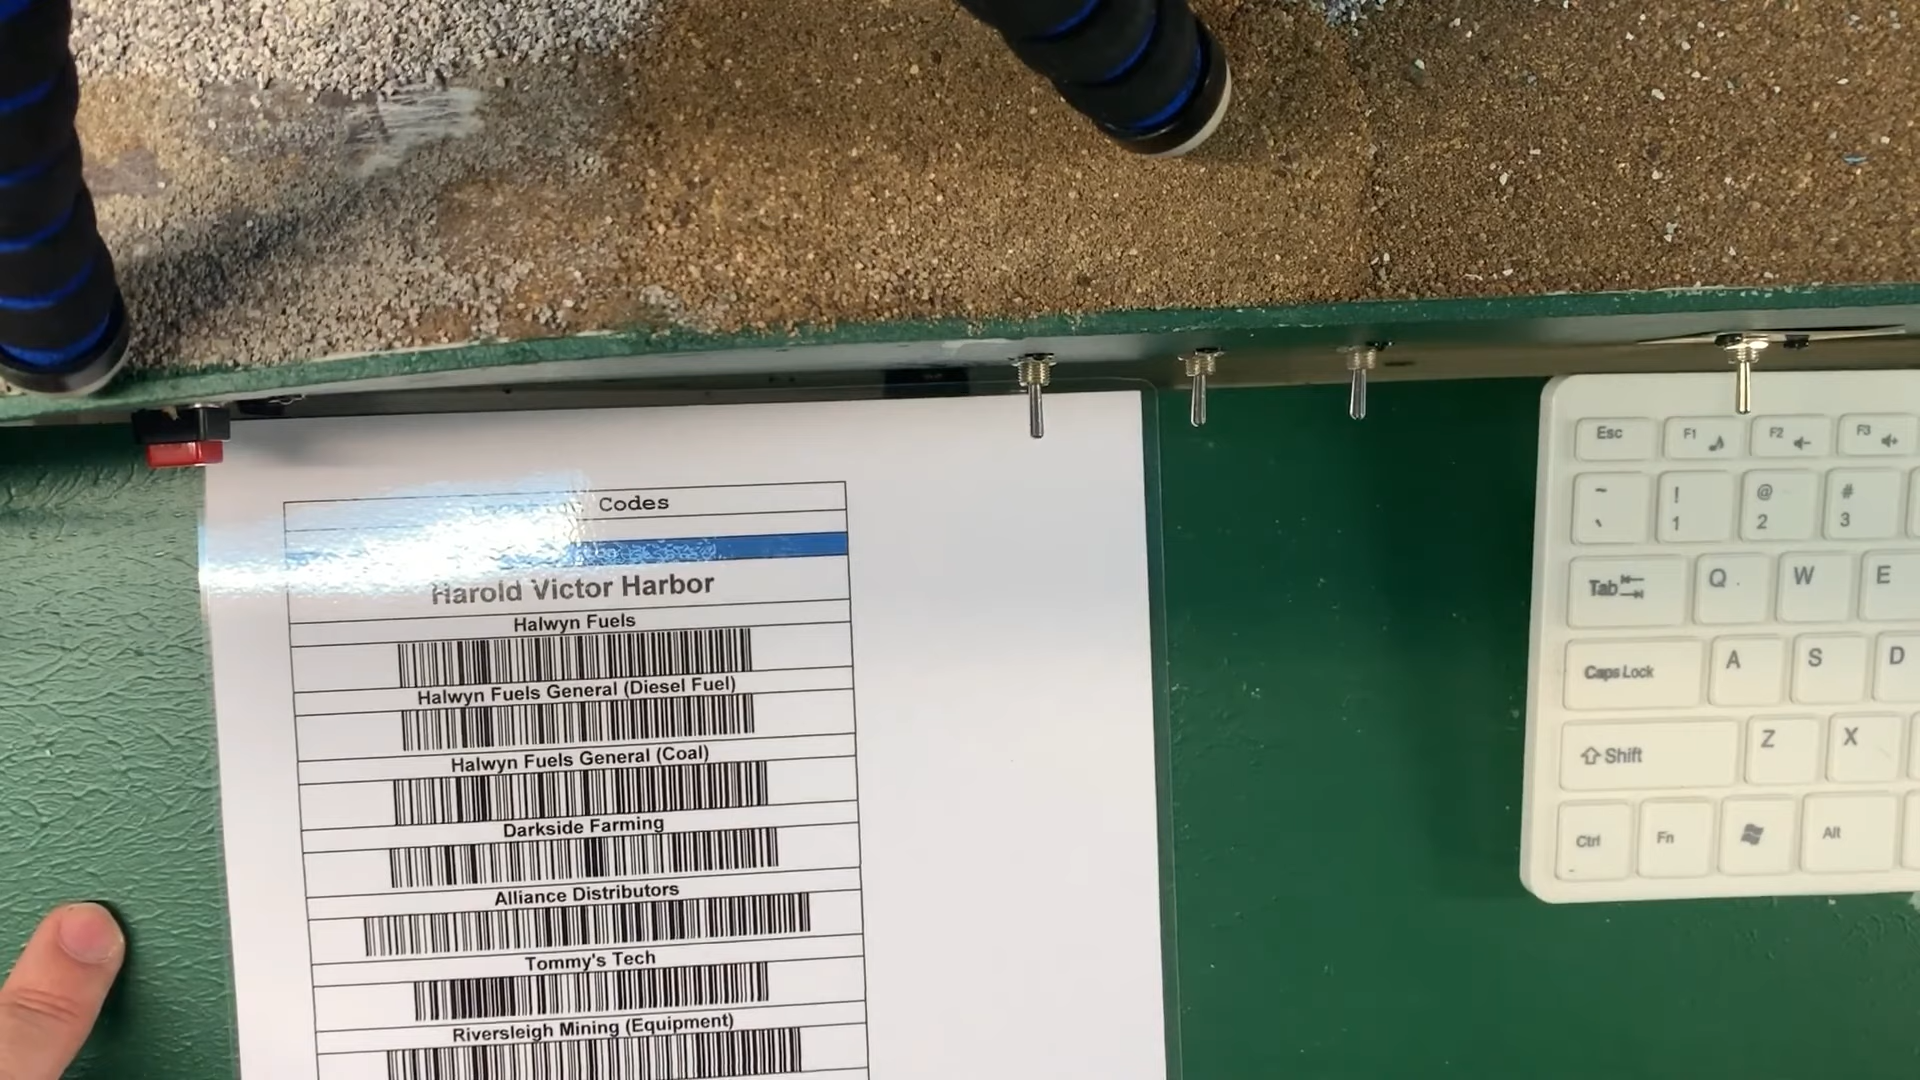 Codes
Harold Victor Harbor
Halwyn Fuels
Halwyn Fuels General (Diesel Fuel)
Halwyn Fuels General (Coal)
Darkside Farming
Alliance Distributors
Tommy's Tech
Riversleigh Mining (Equipment)
Esc F1 F2 F3
~ ! @ #
` 1 2 3
Tab Q W E
Caps Lock A S D
Shift Z X
Ctrl Fn Alt